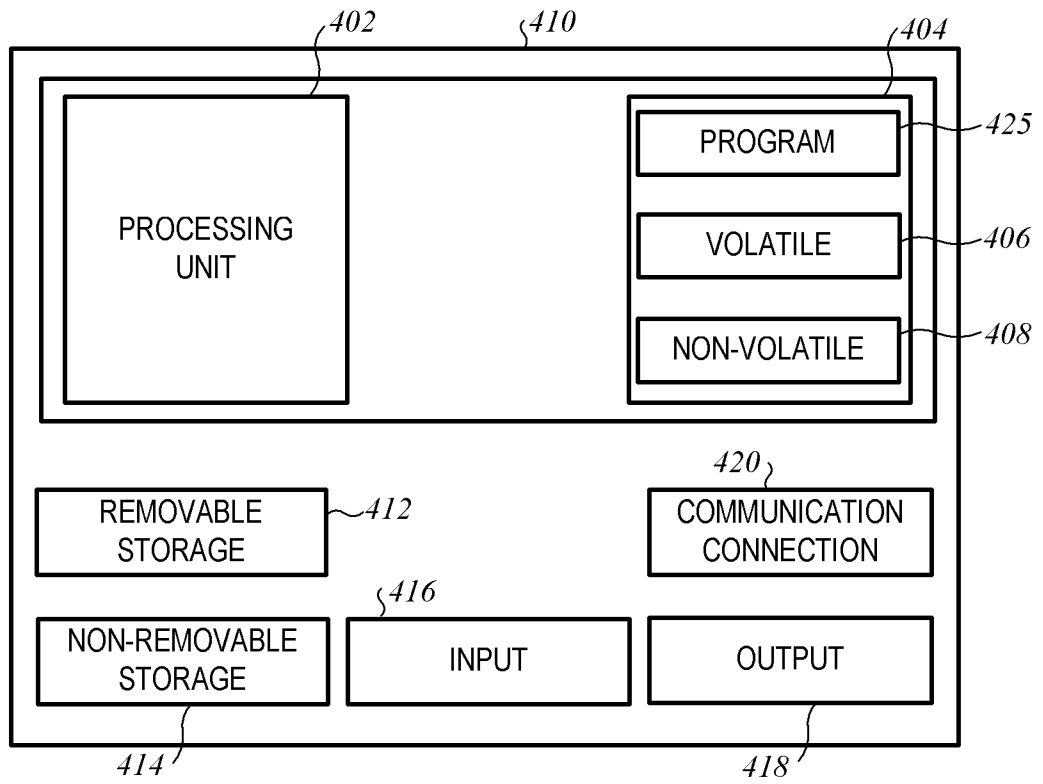 402
410
404
PROCESSING
UNIT
PROGRAM
425
VOLATILE
406
NON-VOLATILE
408
REMOVABLE
STORAGE
412
420
COMMUNICATION
CONNECTION
NON-REMOVABLE
STORAGE
414
416
INPUT
OUTPUT
418